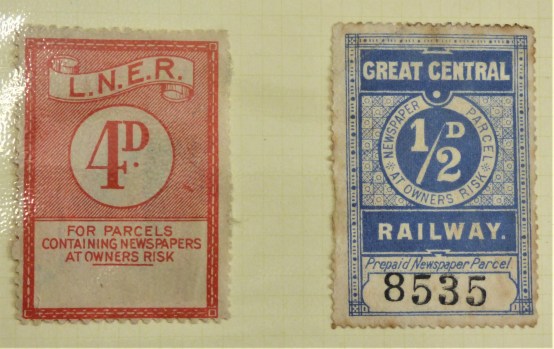 L.N.E.R.
4D.
FOR PARCELS
CONTAINING NEWSPAPERS
AT OWNERS RISK
GREAT CENTRAL
NEWSPAPER PARCEL
1/2 D
AT OWNERS RISK
RAILWAY.
Prepaid Newspaper Parcel
8535